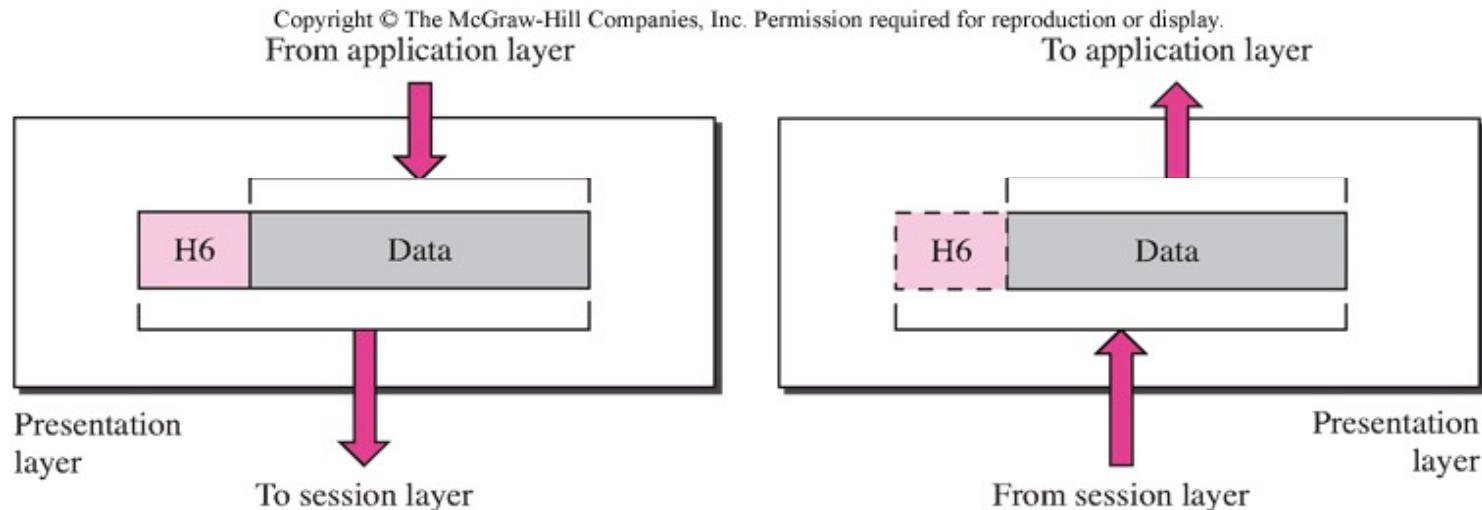 Copyright © The McGraw-Hill Companies, Inc. Permission required for reproduction or display.
From application layer
To application layer
H6
Data
H6
Data
Presentation
layer
Presentation
layer
To session layer
From session layer